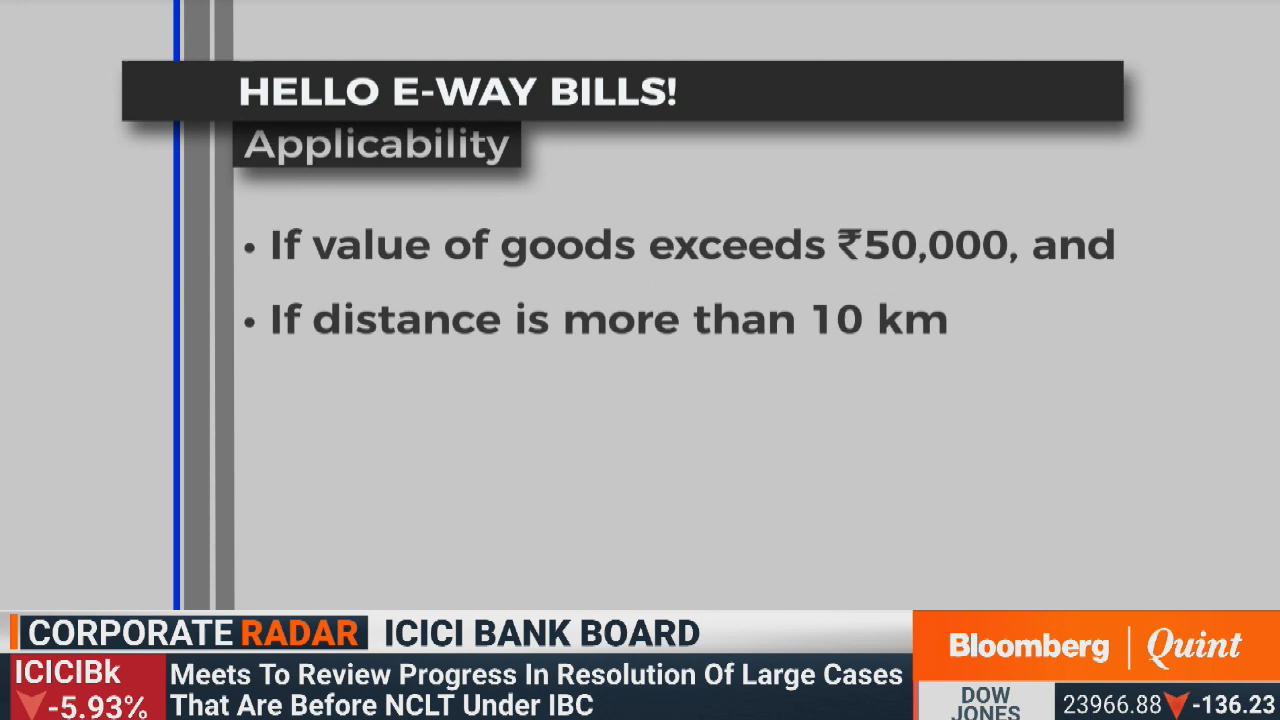 HELLO E-WAY BILLS!
Applicability
• If value of goods exceeds ₹50,000, and
• If distance is more than 10 km
CORPORATE RADAR ICICI BANK BOARD
ICICIBk
-5.93%
Meets To Review Progress In Resolution Of Large Cases
That Are Before NCLT Under IBC
Bloomberg | Quint
DOW
JONES
23966.88 -136.23